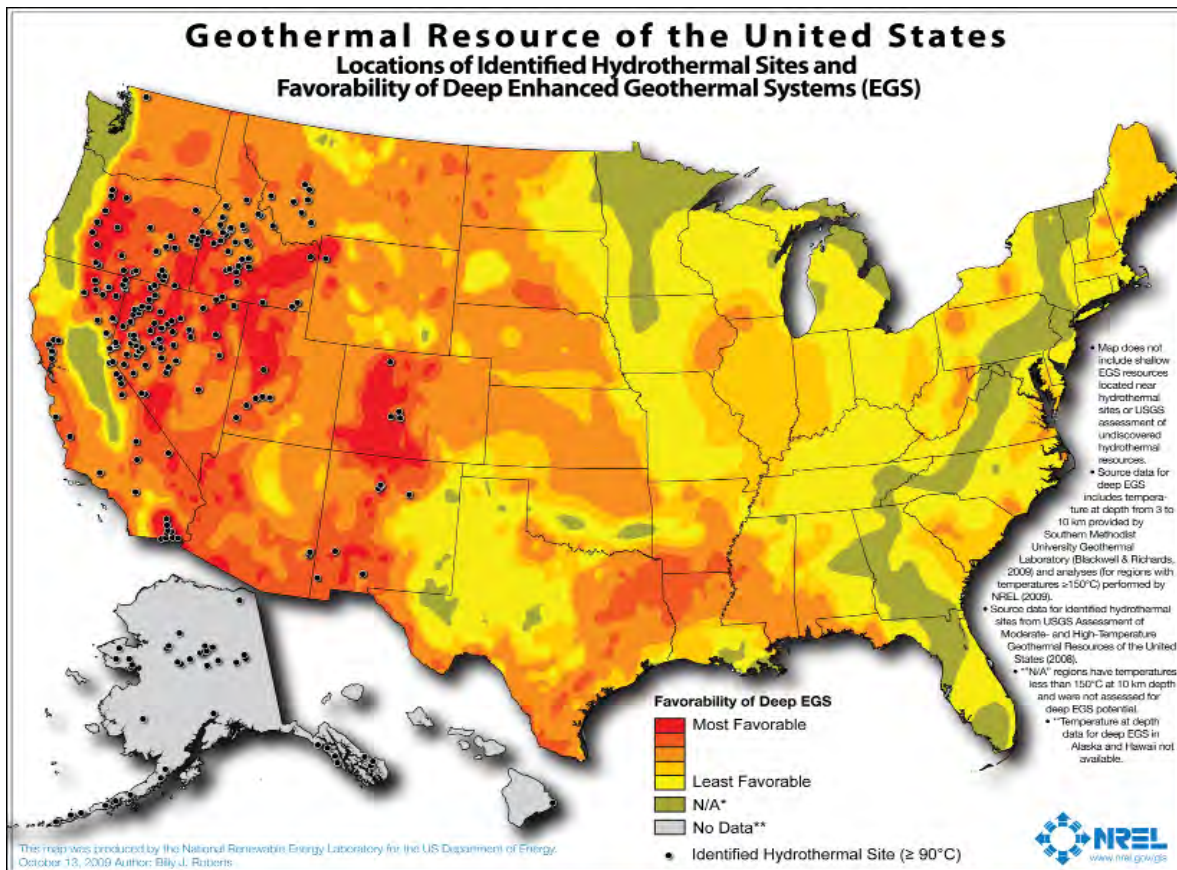 Geothermal Resource of the United States
Locations of Identified Hydrothermal Sites and
Favorability of Deep Enhanced Geothermal Systems (EGS)
• Map does not
include shallow
EGS resources
located near
hydrothermal
sites or USGS
assessment of
undiscovered
hydrothermal
resources.
• Source data for
deep EGS
includes tempera-
ture at depth from 3 to
10 km provided by
Southern Methodist
University Geothermal
Laboratory (Blackwell & Richards,
2009) and analyses (for regions with
temperatures ≥150°C) performed by
NREL (2009).
• Source data for identified hydrothermal
sites from USGS Assessment of
Moderate- and High-Temperature
Geothermal Resources of the United
States (2008).
• *"N/A" regions have temperatures
less than 150°C at 10 km depth
and were not assessed for
deep EGS potential.
• **Temperature at depth
data for deep EGS in
Alaska and Hawaii not
available.
Favorability of Deep EGS
Most Favorable
Least Favorable
N/A*
No Data**
Identified Hydrothermal Site (≥ 90°C)
This map was produced by the National Renewable Energy Laboratory for the US Department of Energy.
October 13, 2009 Author: Billy J. Roberts
NREL
www.nrel.gov/gis